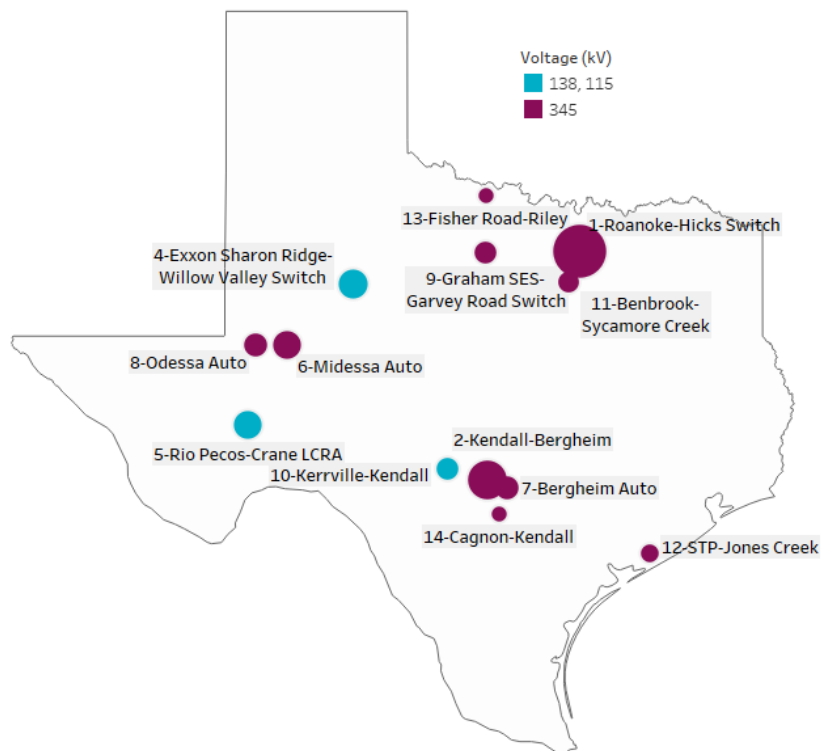 Voltage (kV)
138, 115
345
13-Fisher Road-Riley
1-Roanoke-Hicks Switch
4-Exxon Sharon Ridge-
Willow Valley Switch
9-Graham SES-
Garvey Road Switch
11-Benbrook-
Sycamore Creek
8-Odessa Auto
6-Midessa Auto
5-Rio Pecos-Crane LCRA
2-Kendall-Bergheim
10-Kerrville-Kendall
7-Bergheim Auto
14-Cagnon-Kendall
12-STP-Jones Creek